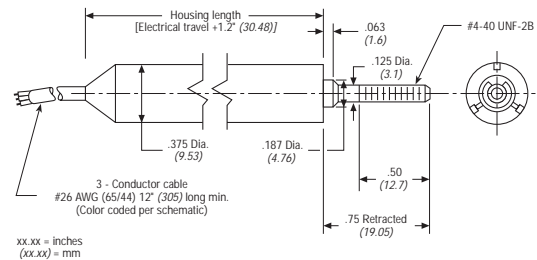 Housing length
[Electrical travel +1.2" (30.48)]
.063
(1.6)
#4-40 UNF-2B
.125 Dia.
(3.1)
.375 Dia.
(9.53)
.187 Dia.
(4.76)
.50
(12.7)
3 - Conductor cable
#26 AWG (65/44) 12" (305) long min.
(Color coded per schematic)
.75 Retracted
(19.05)
xx.xx = inches
(xx.xx) = mm